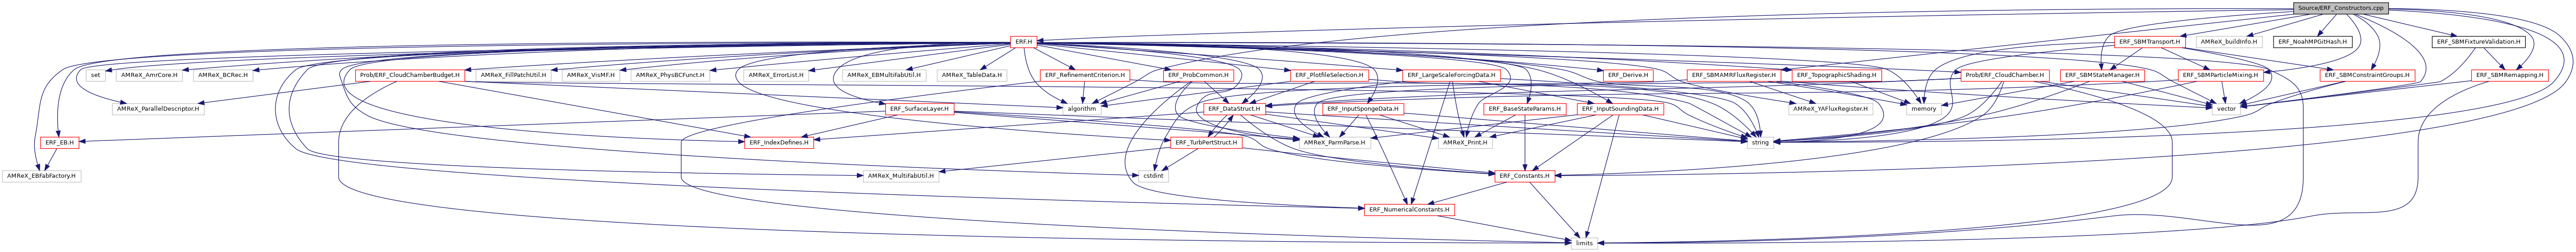 Source/ERF_Constructors.cpp
ERF.H
ERF_SBMTransport.H
AMReX_buildInfo.H
ERF_NoahMPGitHash.H
ERF_SBMFixtureValidation.H
set
AMReX_AmrCore.H
AMReX_BCRec.H
Prob/ERF_CloudChamberBudget.H
AMReX_FillPatchUtil.H
AMReX_VisMF.H
AMReX_PhysBCFunct.H
AMReX_ErrorList.H
AMReX_EBMultiFabUtil.H
AMReX_TableData.H
ERF_RefinementCriterion.H
ERF_ProbCommon.H
ERF_PlotfileSelection.H
ERF_LargeScaleForcingData.H
ERF_Derive.H
ERF_SBMAMRFluxRegister.H
ERF_TopographicShading.H
Prob/ERF_CloudChamber.H
ERF_SBMStateManager.H
ERF_SBMParticleMixing.H
ERF_SBMConstraintGroups.H
ERF_SBMRemapping.H
AMReX_ParallelDescriptor.H
ERF_SurfaceLayer.H
algorithm
ERF_DataStruct.H
ERF_InputSpongeData.H
ERF_BaseStateParams.H
ERF_InputSoundingData.H
AMReX_YAFluxRegister.H
memory
vector
ERF_EB.H
ERF_IndexDefines.H
ERF_TurbPertStruct.H
AMReX_ParmParse.H
AMReX_Print.H
string
AMReX_EBFabFactory.H
AMReX_MultiFabUtil.H
cstdint
ERF_Constants.H
ERF_NumericalConstants.H
limits